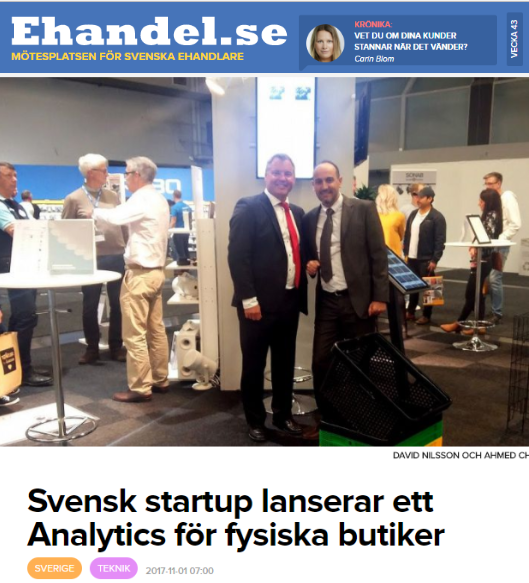 Ehandel.se
MÖTESPLATSEN FÖR SVENSKA EHANDLARE
KRÖNIKA:
VET DU OM DINA KUNDER
STANNAR NÄR DET VÄNDER?
Carin Blom
VECKA 43
DAVID NILSSON OCH AHMED CH
Svensk startup lanserar ett
Analytics för fysiska butiker
SVERIGE
TEKNIK
2017-11-01 07:00